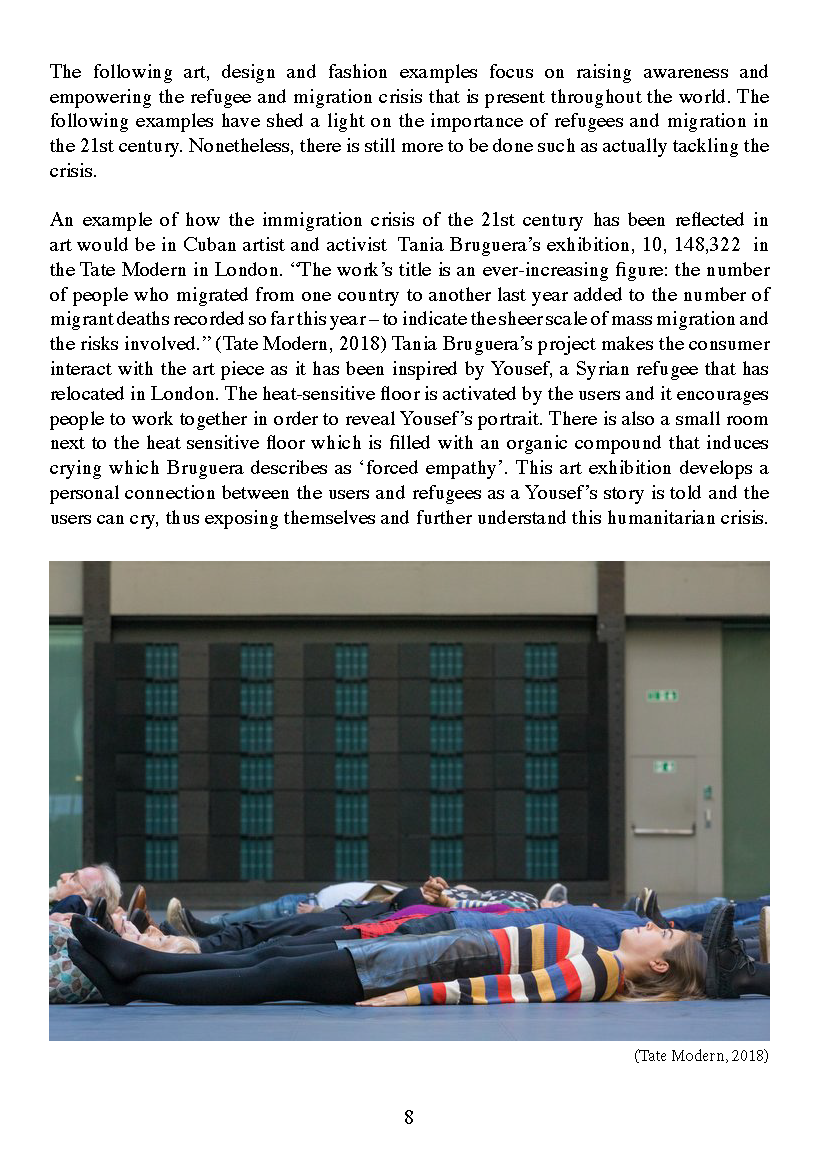 The following art, design and fashion examples focus on raising awareness and
empowering the refugee and migration crisis that is present throughout the world. The
following examples have shed a light on the importance of refugees and migration in
the 21st century. Nonetheless, there is still more to be done such as actually tackling the
crisis.
An example of how the immigration crisis of the 21st century has been reflected in
art would be in Cuban artist and activist Tania Bruguera’s exhibition, 10, 148,322 in
the Tate Modern in London. “The work’s title is an ever-increasing figure: the number
of people who migrated from one country to another last year added to the number of
migrant deaths recorded so far this year – to indicate the sheer scale of mass migration and
the risks involved.” (Tate Modern, 2018) Tania Bruguera’s project makes the consumer
interact with the art piece as it has been inspired by Yousef, a Syrian refugee that has
relocated in London. The heat-sensitive floor is activated by the users and it encourages
people to work together in order to reveal Yousef’s portrait. There is also a small room
next to the heat sensitive floor which is filled with an organic compound that induces
crying which Bruguera describes as ‘forced empathy’. This art exhibition develops a
personal connection between the users and refugees as a Yousef’s story is told and the
users can cry, thus exposing themselves and further understand this humanitarian crisis.
(Tate Modern, 2018)
8